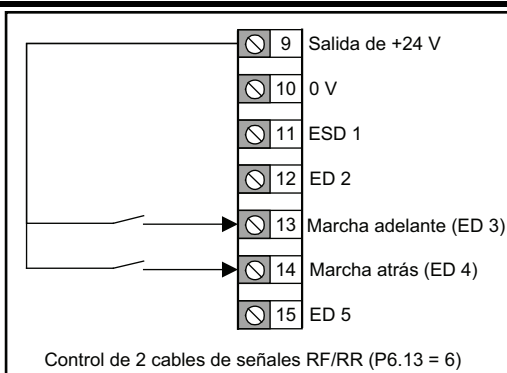 9 Salida de +24 V
10 0 V
11 ESD 1
12 ED 2
13 Marcha adelante (ED 3)
14 Marcha atrás (ED 4)
15 ED 5
Control de 2 cables de señales RF/RR (P6.13 = 6)